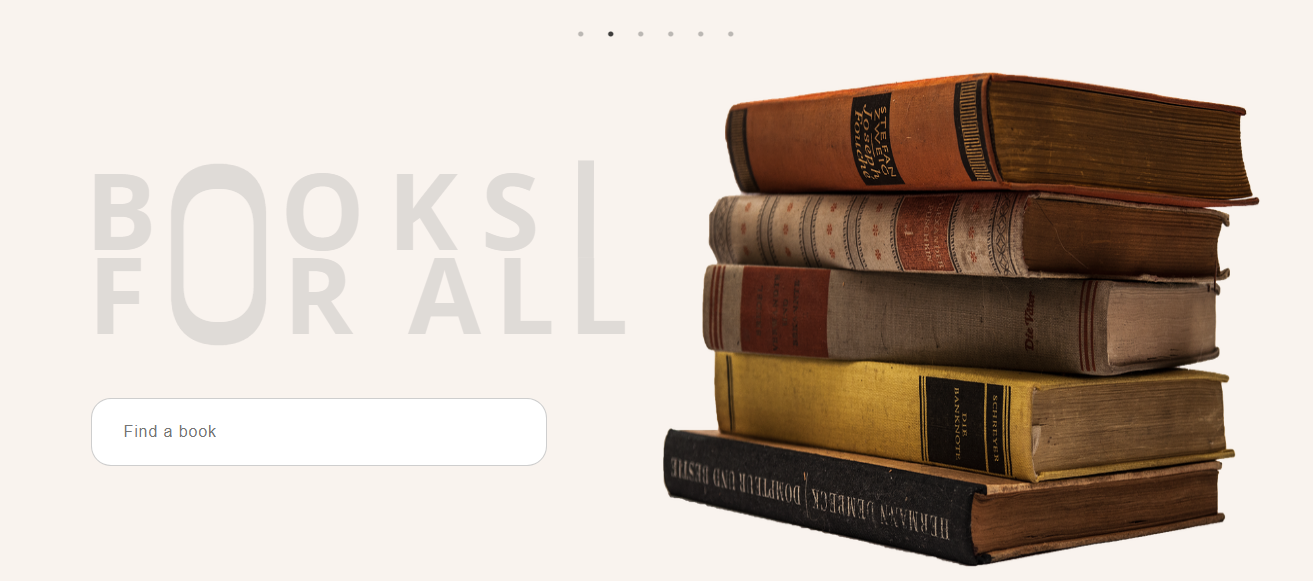 BOOKS
FOR ALL
Find a book
STEFAN
ZWEIG
Joseph
Fouché
Die Väter
DIE
BANKNOTE
SCHREYER
HERMANN DEMBECK
DOMPTEUR UND BESTIE